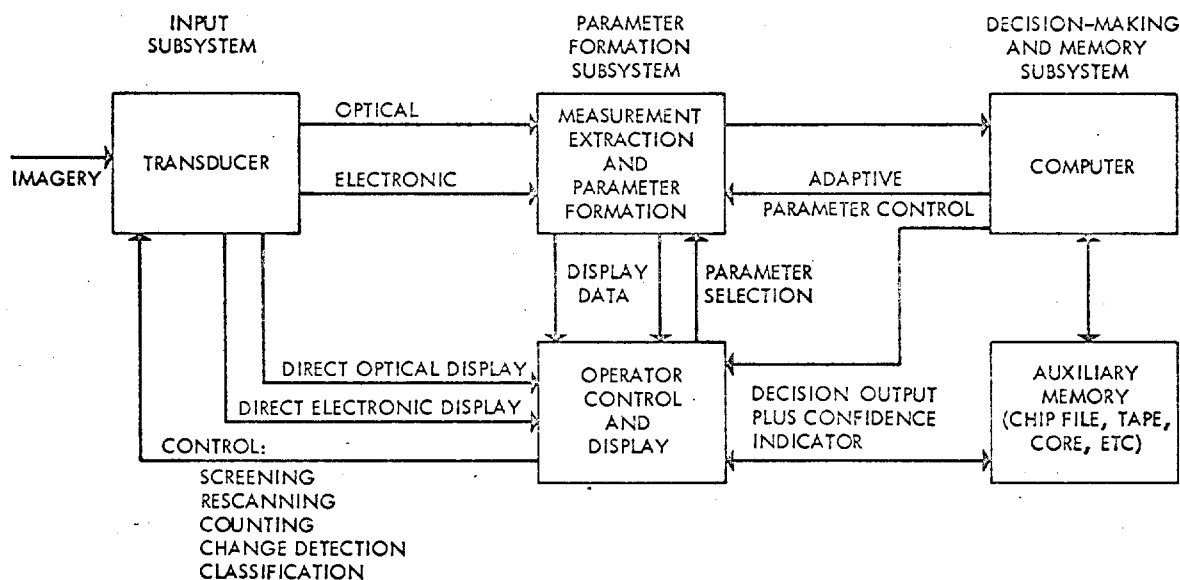 INPUT
SUBSYSTEM
PARAMETER
FORMATION
SUBSYSTEM
DECISION-MAKING
AND MEMORY
SUBSYSTEM
IMAGERY
TRANSDUCER
OPTICAL
ELECTRONIC
MEASUREMENT
EXTRACTION
AND
PARAMETER
FORMATION
ADAPTIVE
PARAMETER CONTROL
COMPUTER
DISPLAY
DATA
PARAMETER
SELECTION
DIRECT OPTICAL DISPLAY
DIRECT ELECTRONIC DISPLAY
OPERATOR
CONTROL
AND
DISPLAY
DECISION OUTPUT
PLUS CONFIDENCE
INDICATOR
AUXILIARY
MEMORY
(CHIP FILE, TAPE,
CORE, ETC)
CONTROL:
SCREENING
RESCANNING
COUNTING
CHANGE DETECTION
CLASSIFICATION